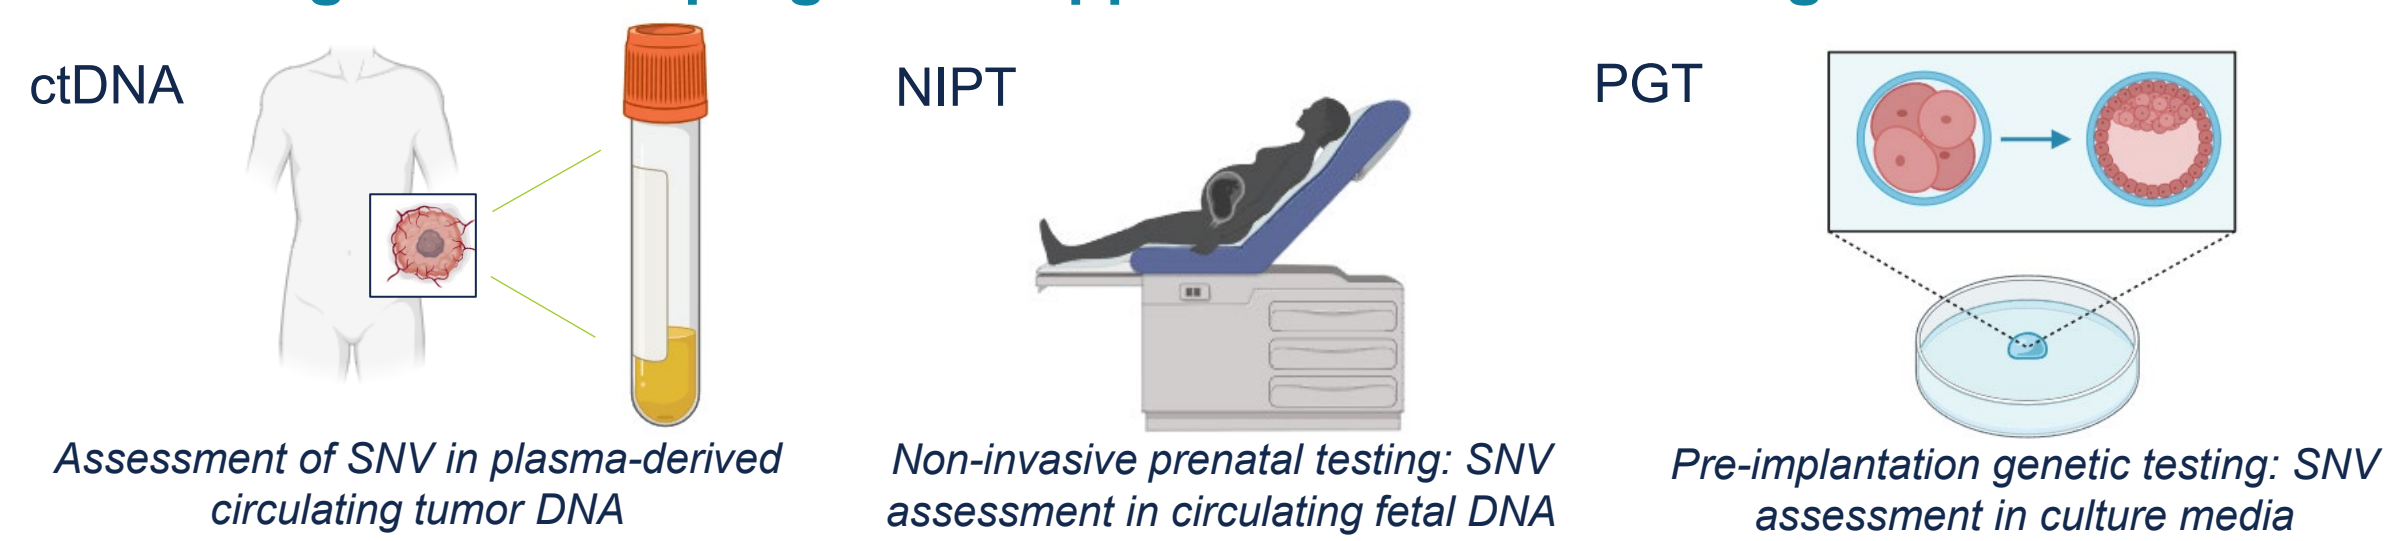 ctDNA
NIPT
PGT
Assessment of SNV in plasma-derived
circulating tumor DNA
Non-invasive prenatal testing: SNV
assessment in circulating fetal DNA
Pre-implantation genetic testing: SNV
assessment in culture media